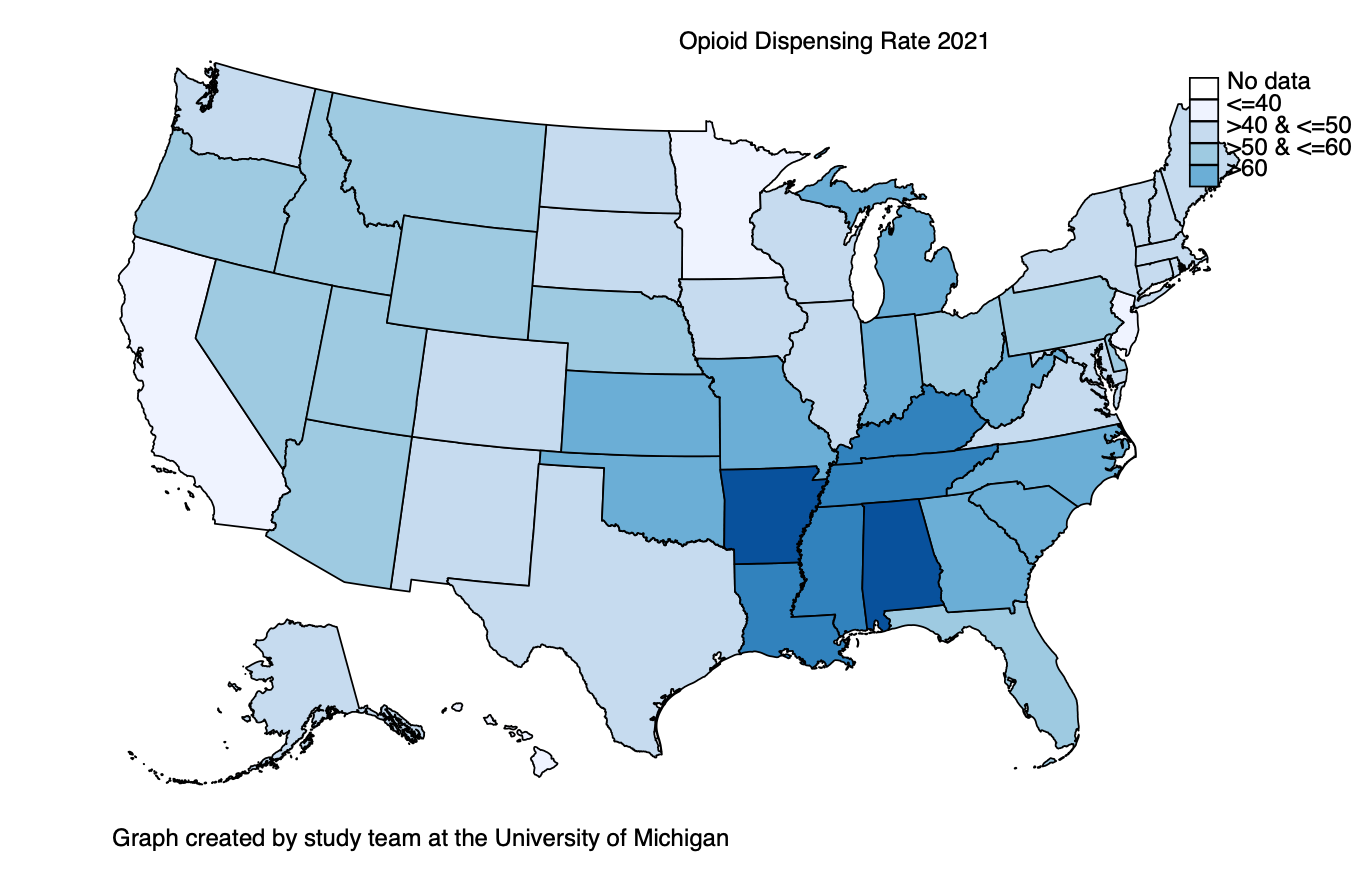 Opioid Dispensing Rate 2021
No data
<=40
>40 & <=50
>50 & <=60
>60
Graph created by study team at the University of Michigan